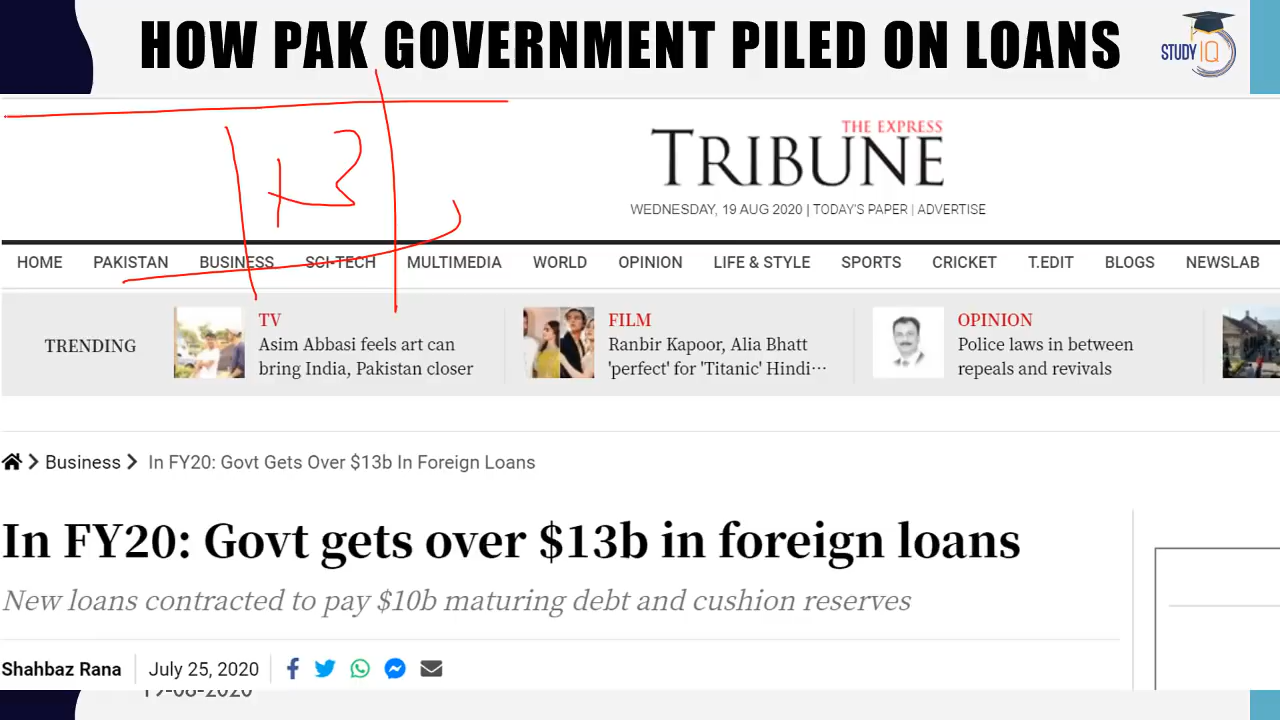 HOW PAK GOVERNMENT PILED ON LOANS
STUDY IQ
THE EXPRESS
TRIBUNE
WEDNESDAY, 19 AUG 2020 | TODAY'S PAPER | ADVERTISE
HOME PAKISTAN BUSINESS SCI-TECH MULTIMEDIA WORLD OPINION LIFE & STYLE SPORTS CRICKET T.EDIT BLOGS NEWSLAB
TRENDING
TV
Asim Abbasi feels art can
bring India, Pakistan closer
FILM
Ranbir Kapoor, Alia Bhatt
'perfect' for 'Titanic' Hindi···
OPINION
Police laws in between
repeals and revivals
Business In FY20: Govt Gets Over $13b In Foreign Loans
In FY20: Govt gets over $13b in foreign loans
New loans contracted to pay $10b maturing debt and cushion reserves
Shahbaz Rana July 25, 2020
19-08-2020